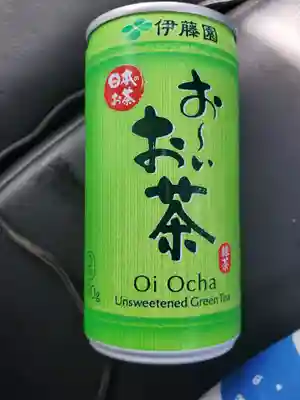 伊藤園
日本の
お茶
お〜い
お茶
緑茶
Oi Ocha
Unsweetened Green Tea